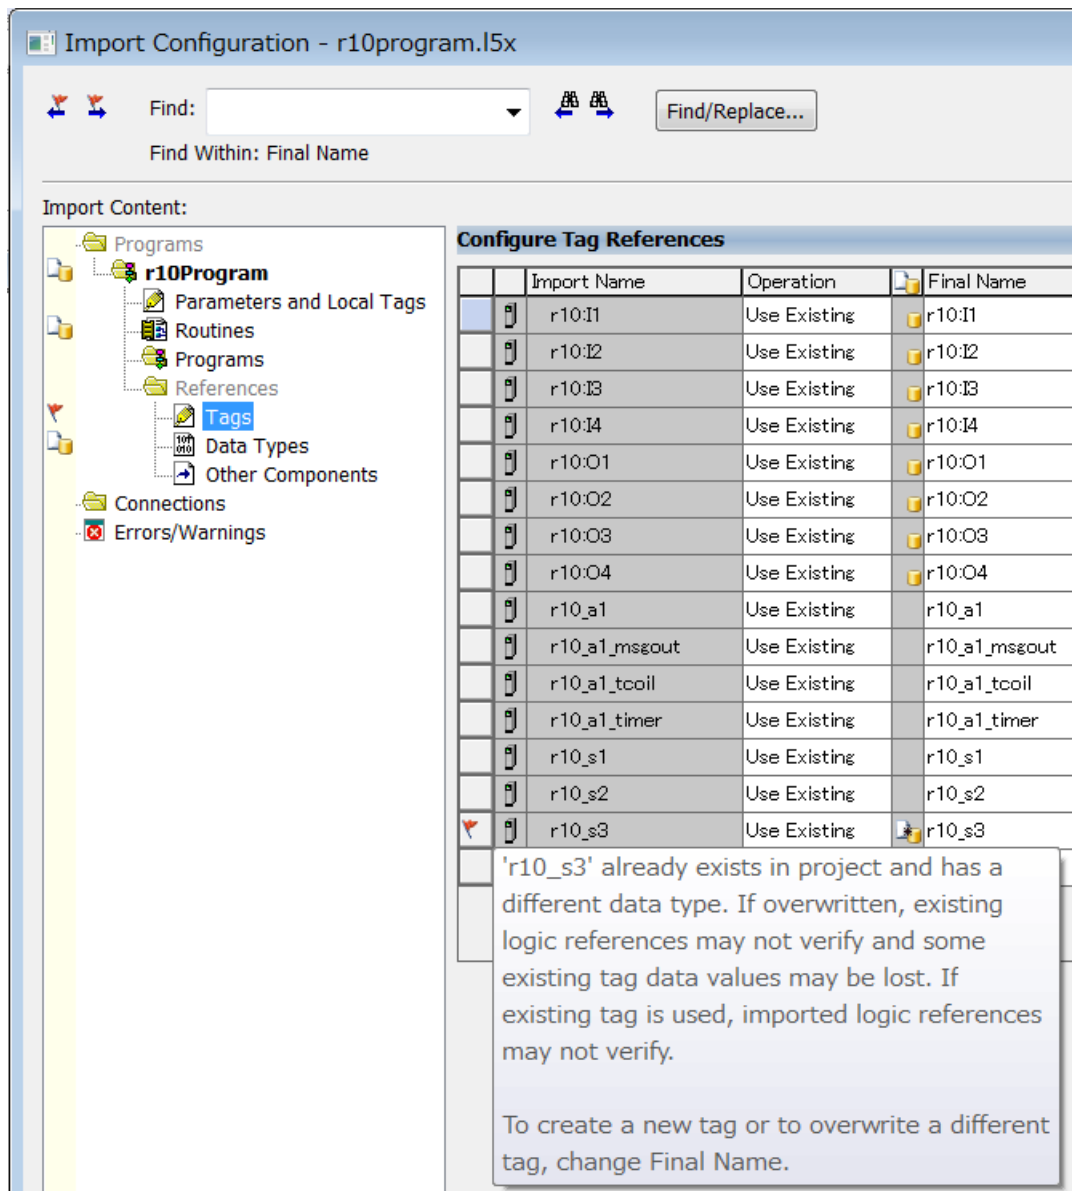 Import Configuration - r10program.l5x
Find:
Find/Replace...
Find Within: Final Name
Import Content:
Programs
r10Program
Parameters and Local Tags
Routines
Programs
References
Tags
Data Types
Other Components
Connections
Errors/Warnings
Configure Tag References
Import Name Operation Final Name
r10:I1 Use Existing r10:I1
r10:I2 Use Existing r10:I2
r10:I3 Use Existing r10:I3
r10:I4 Use Existing r10:I4
r10:O1 Use Existing r10:O1
r10:O2 Use Existing r10:O2
r10:O3 Use Existing r10:O3
r10:O4 Use Existing r10:O4
r10_a1 Use Existing r10_a1
r10_a1_msgout Use Existing r10_a1_msgout
r10_a1_tcoil Use Existing r10_a1_tcoil
r10_a1_timer Use Existing r10_a1_timer
r10_s1 Use Existing r10_s1
r10_s2 Use Existing r10_s2
r10_s3 Use Existing r10_s3
'r10_s3' already exists in project and has a
different data type. If overwritten, existing
logic references may not verify and some
existing tag data values may be lost. If
existing tag is used, imported logic references
may not verify.
To create a new tag or to overwrite a different
tag, change Final Name.